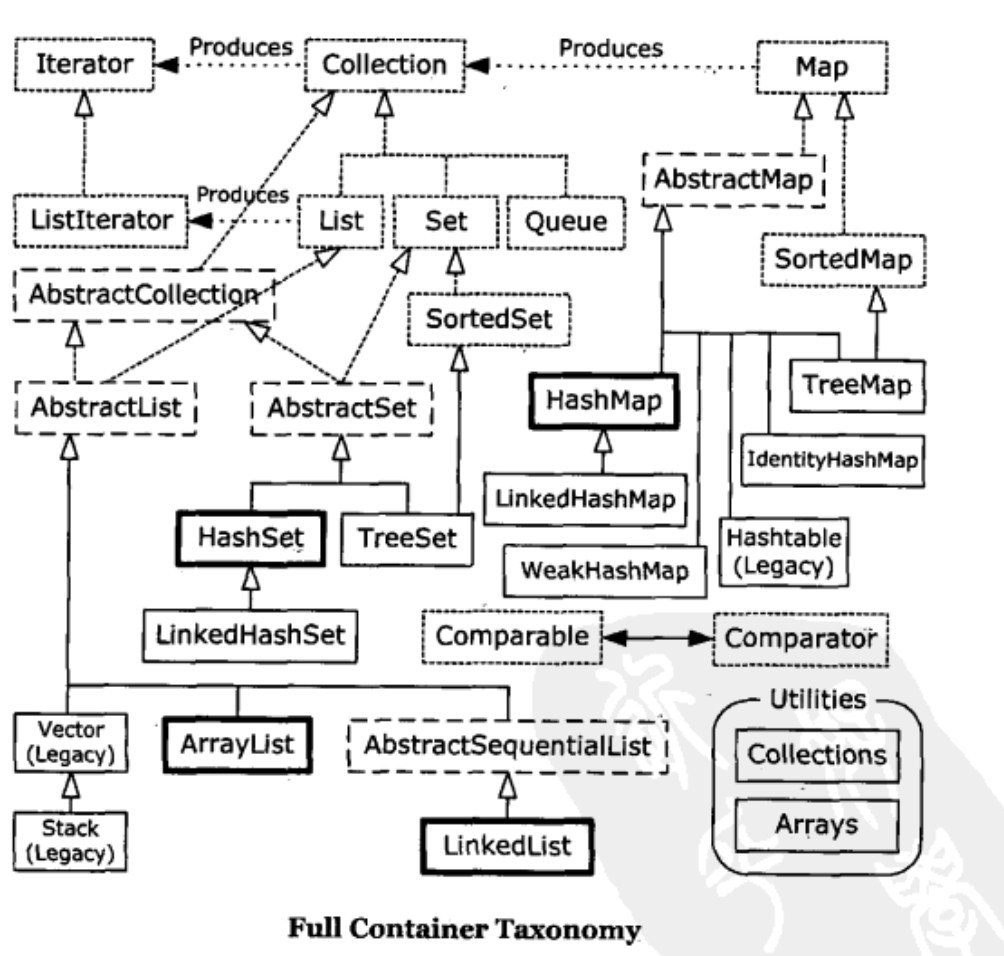 Iterator
Produces
Collection
Produces
Map
AbstractMap
ListIterator
Produces
List
Set
Queue
SortedMap
AbstractCollection
SortedSet
AbstractList
AbstractSet
HashMap
TreeMap
IdentityHashMap
LinkedHashMap
HashSet
TreeSet
WeakHashMap
Hashtable
(Legacy)
LinkedHashSet
Comparable
Comparator
Utilities
Vector
(Legacy)
ArrayList
AbstractSequentialList
Collections
Stack
(Legacy)
LinkedList
Arrays
Full Container Taxonomy